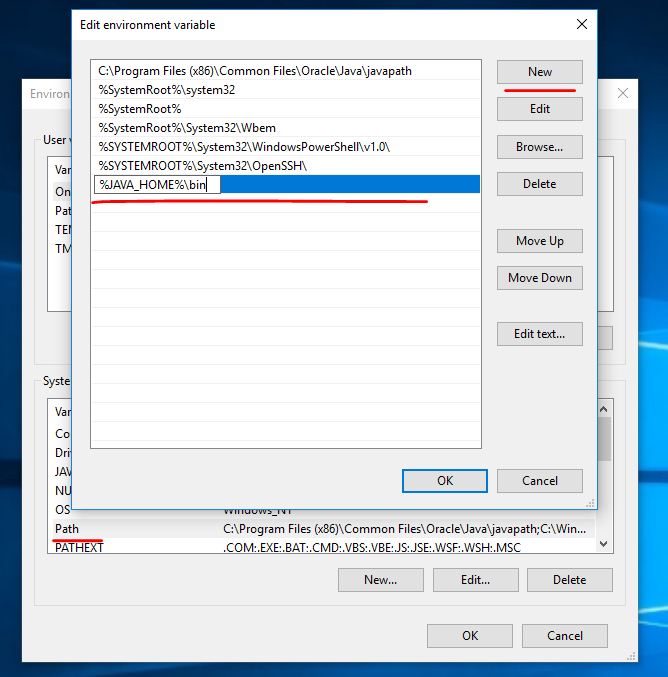 Edit environment variable
C:\Program Files (x86)\Common Files\Oracle\Java\javapath
%SystemRoot%\system32
%SystemRoot%
%SystemRoot%\System32\Wbem
%SYSTEMROOT%\System32\WindowsPowerShell\v1.0\
%SYSTEMROOT%\System32\OpenSSH\
%JAVA_HOME%\bin
New
Edit
Browse...
Delete
Move Up
Move Down
Edit text...
OK
Cancel
Environ
User v
Var
On
Pat
TEM
TM
Syste
Var
Co
Dri
JAV
NU
OS Windows_NT
Path C:\Program Files (x86)\Common Files\Oracle\Java\javapath;C:\Win...
PATHEXT .COM;.EXE;.BAT;.CMD;.VBS;.VBE;.JS;.JSE;.WSF;.WSH;.MSC
New...
Edit...
Delete
OK
Cancel